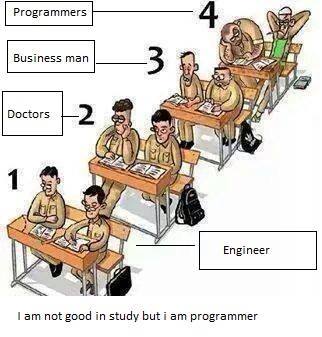 Programmers
4
Business man
3
Doctors
2
1
Engineer
I am not good in study but i am programmer